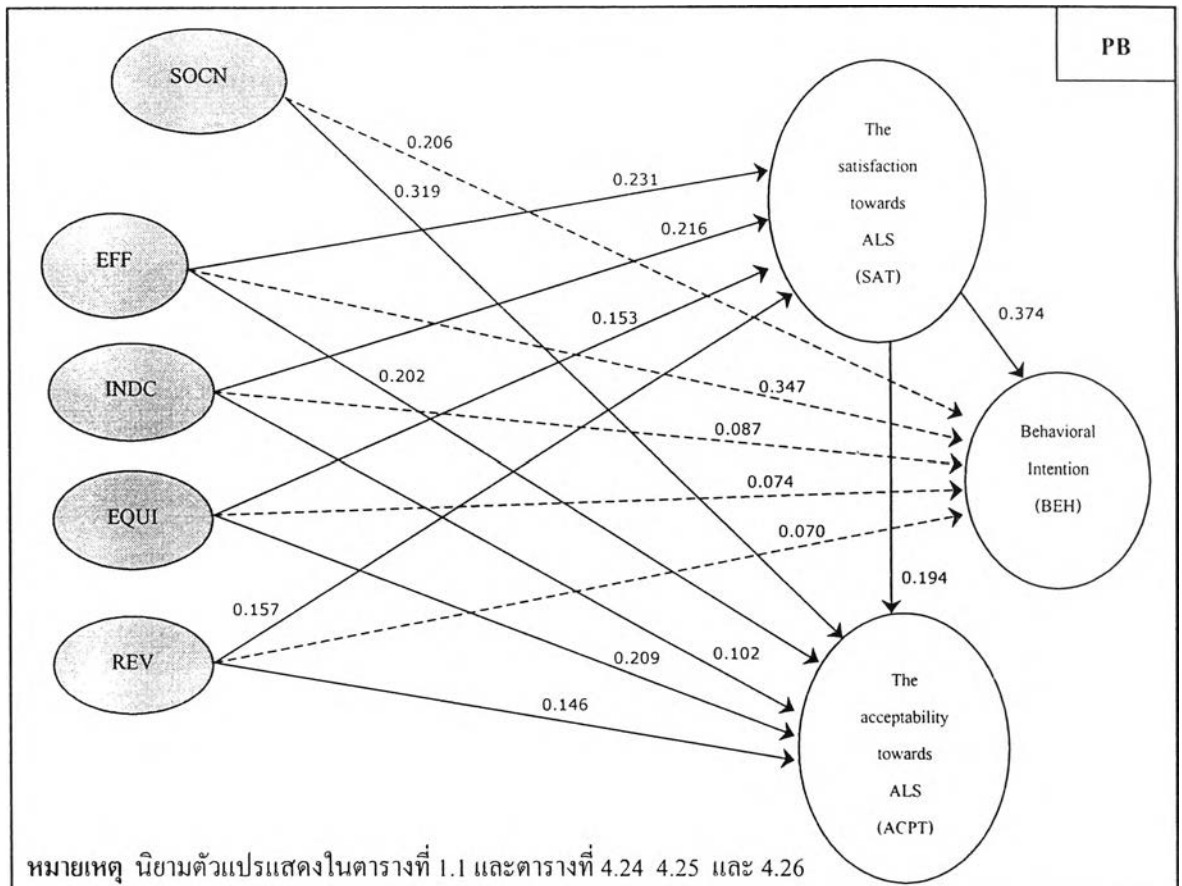 PB
SOCN
The
satisfaction
towards
ALS
(SAT)
0.206
0.319
0.231
EFF
0.216
0.153
0.374
0.202
INDC
0.347
0.087
Behavioral
Intention
(BEH)
EQUI
0.074
0.070
0.194
0.157
REV
0.209
0.102
0.146
The
acceptability
towards
ALS
(ACPT)
หมายเหตุ นิยามตัวแปรแสดงในตารางที่ 1.1 และตารางที่ 4.24 4.25 และ 4.26